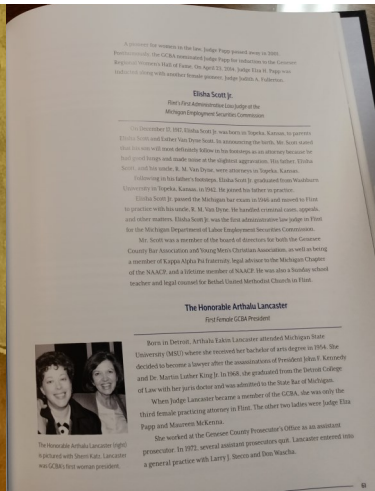 A pioneer for women in the law, Judge Papp passed away in 2005.
Posthumously, the GCBA nominated Judge Papp for induction to the Genesee
Regional Women's Hall of Fame. On April 23, 2014, Judge Elza H. Papp was
inducted along with another female pioneer, Judge Judith A. Fullerton.
Elisha Scott Jr.
Flint's First Administrative Law Judge of the
Michigan Employment Securities Commission
On December 17, 1917, Elisha Scott Jr. was born in Topeka, Kansas, to parents
Elisha Scott and Esther Van Dyne Scott. In announcing the birth, Mr. Scott stated
that his son will most definitely follow in his footsteps as an attorney because he
had good lungs and made noise at the slightest aggravation. His father, Elisha
Scott, and his uncle, R. M. Van Dyne, were attorneys in Topeka, Kansas.
Following in his father's footsteps, Elisha Scott Jr. graduated from Washburn
University in Topeka, Kansas, in 1942. He joined his father in practice.
Elisha Scott Jr. passed the Michigan bar exam in 1946 and moved to Flint
to practice with his uncle, R. M. Van Dyne. He handled criminal cases, appeals,
and other matters. Elisha Scott Jr. was the first administrative law judge in Flint
for the Michigan Department of Labor Employment Securities Commission.
Mr. Scott was a member of the board of directors for both the Genesee
County Bar Association and Young Men's Christian Association, as well as being
a member of Kappa Alpha Psi fraternity, legal advisor to the Michigan Chapter
of the NAACP, and a lifetime member of NAACP. He was also a Sunday school
teacher and legal counsel for Bethel United Methodist Church in Flint.
The Honorable Arthalu Lancaster
First Female GCBA President
Born in Detroit, Arthalu Eakin Lancaster attended Michigan State
University (MSU) where she received her bachelor of arts degree in 1954. She
decided to become a lawyer after the assassinations of President John F. Kennedy
and Dr. Martin Luther King Jr. In 1968, she graduated from the Detroit College
of Law with her juris doctor and was admitted to the State Bar of Michigan.
When Judge Lancaster became a member of the GCBA, she was only the
third female practicing attorney in Flint. The other two ladies were Judge Elza
Papp and Maureen McKenna.
She worked at the Genesee County Prosecutor's Office as an assistant
prosecutor. In 1972, several assistant prosecutors quit. Lancaster entered into
a general practice with Larry J. Stecco and Don Wascha.
The Honorable Arthalu Lancaster (right)
is pictured with Sherri Katz. Lancaster
was GCBA's first woman president.